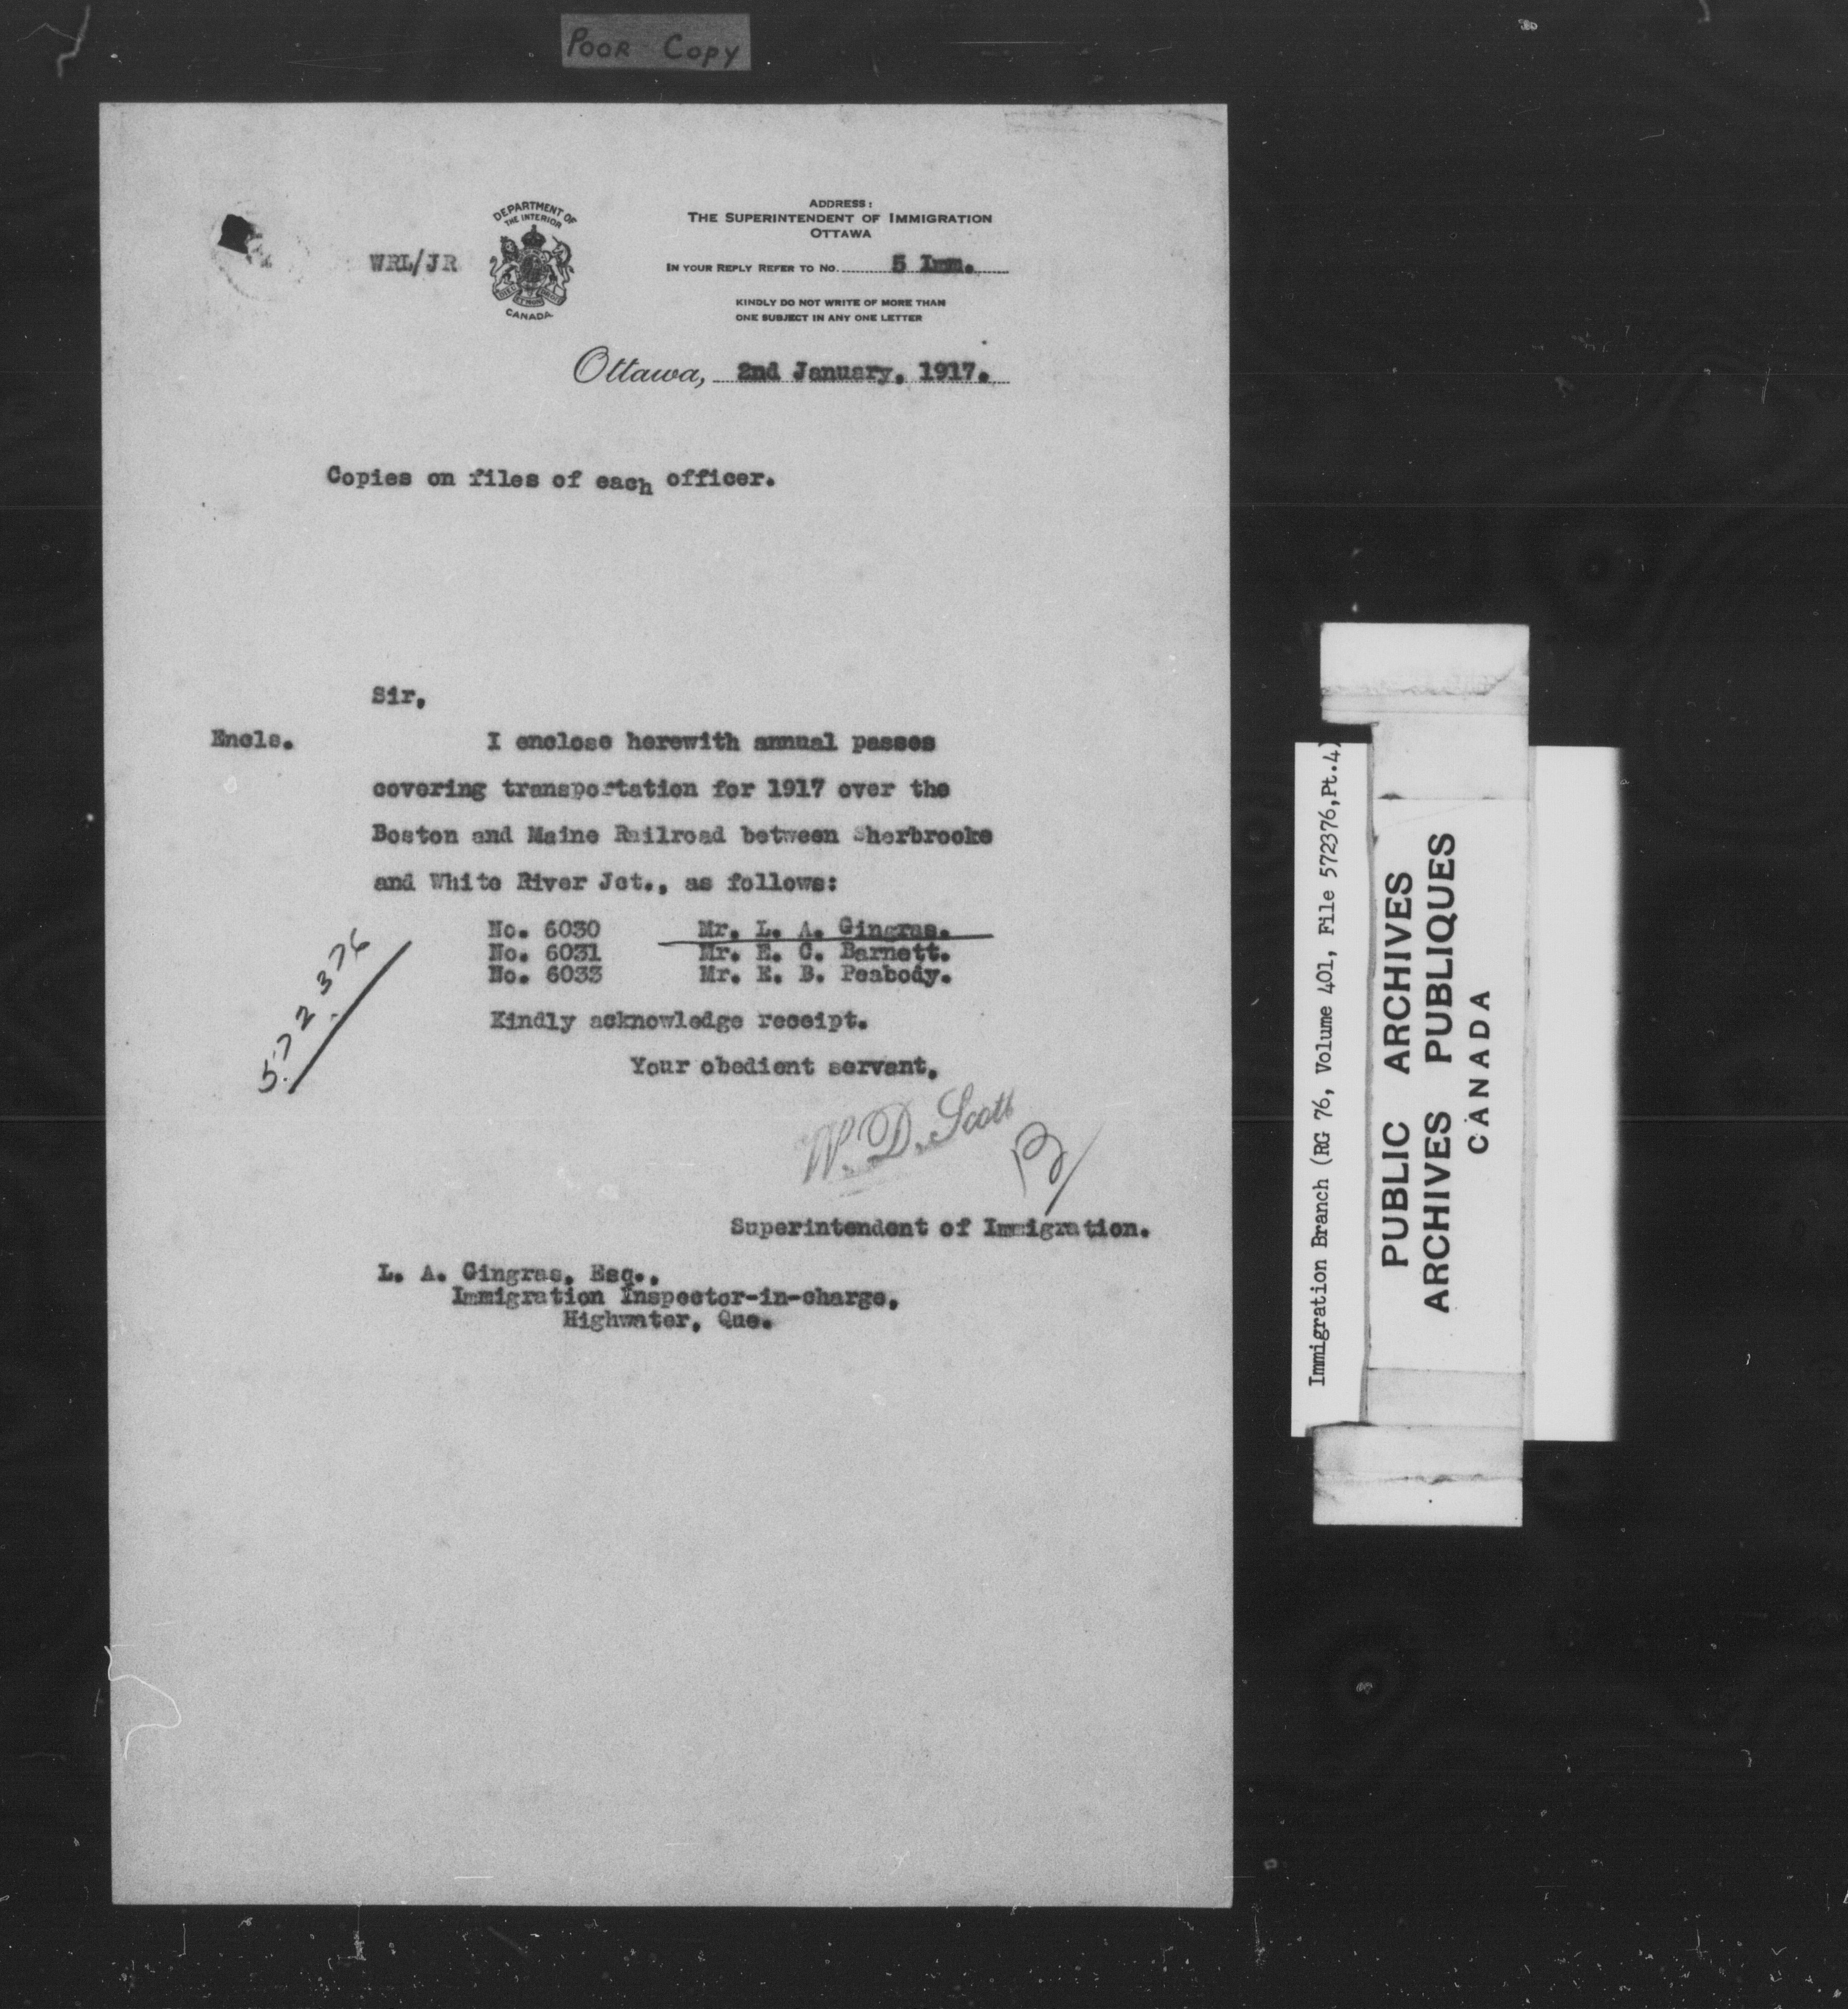 POOR COPY
DEPARTMENT OF
THE INTERIOR
CANADA
WRL/JR
ADDRESS:
THE SUPERINTENDENT OF IMMIGRATION
OTTAWA
IN YOUR REPLY REFER TO NO. 5 Imm.
KINDLY DO NOT WRITE OF MORE THAN
ONE SUBJECT IN ANY ONE LETTER
Ottawa, 2nd January, 1917.
Copies on files of each officer.
Sir,
Encls. I enclose herewith annual passes
covering transportation for 1917 over the
Boston and Maine Railroad between Sherbrooke
and White River Jct., as follows:
No. 6030 Mr. L. A. Gingras.
No. 6031 Mr. E. C. Barnett.
No. 6033 Mr. E. B. Peabody.
572376
Kindly acknowledge receipt.
Your obedient servant,
W. D. Scott
Superintendent of Immigration.
L. A. Gingras, Esq.,
Immigration Inspector-in-charge,
Highwater, Que.
Immigration Branch (RG 76, Volume 401, File 572376,Pt.4)
PUBLIC ARCHIVES
ARCHIVES PUBLIQUES
CANADA